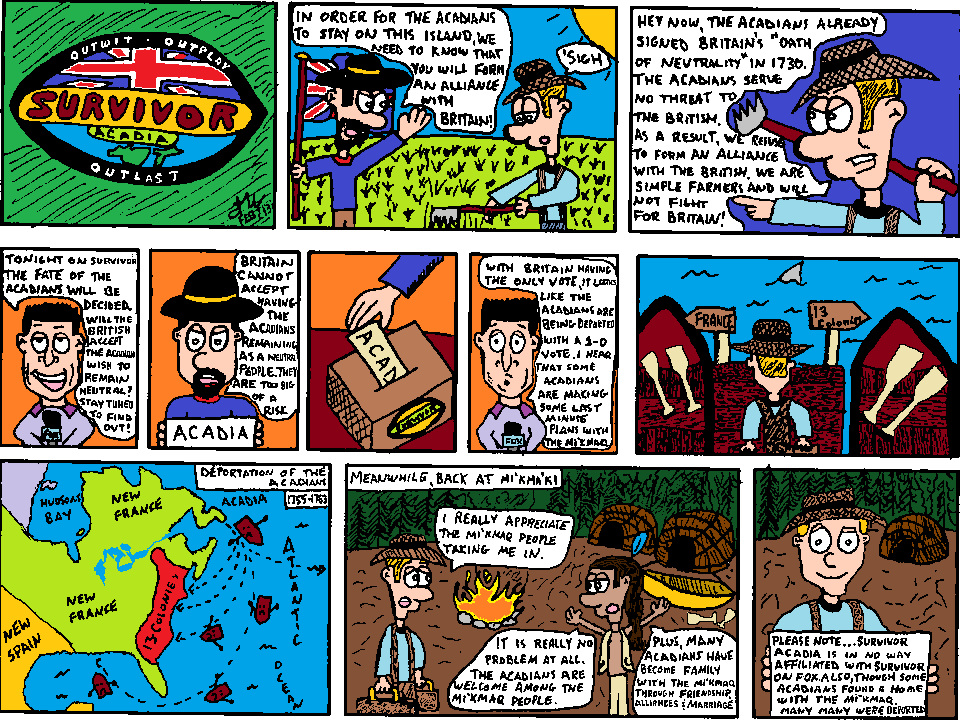 OUTWIT · OUTPLAY
SURVIVOR
ACADIA
OUTLAST
FEB, 13
IN ORDER FOR THE ACADIANS
TO STAY ON THIS ISLAND, WE
NEED TO KNOW THAT
YOU WILL FORM
AN ALLIANCE
WITH
BRITAIN!
'SIGH
HEY NOW, THE ACADIANS ALREADY
SIGNED BRITAIN'S "OATH
OF NEUTRALITY" IN 1730.
THE ACADIANS SERVE
NO THREAT TO
THE BRITISH.
AS A RESULT, WE REFUSE
TO FORM AN ALLIANCE
WITH THE BRITISH. WE ARE
SIMPLE FARMERS AND WILL
NOT FIGHT
FOR BRITAIN!
TONIGHT ON SURVIVOR
THE FATE OF THE
ACADIANS WILL BE
DECIDED.
WILL THE
BRITISH
ACCEPT
THE ACADIAN
WISH TO
REMAIN
NEUTRAL?
STAY TUNED
TO FIND
OUT!
FOX
BRITAIN
CANNOT
ACCEPT
HAVING
THE
ACADIANS
REMAINING
AS A NEUTRAL
PEOPLE. THEY
ARE TOO BIG
OF A
RISK
ACADIA
ACAD
SURVIVOR
WITH BRITAIN HAVING
THE ONLY VOTE, IT LOOKS
LIKE THE
ACADIANS ARE
BEING DEPORTED
WITH A 1-0
VOTE. I HEAR
THAT SOME
ACADIANS
ARE MAKING
SOME LAST
MINUTE
PLANS WITH
THE MI'KMAQ
FOX
FRANCE
13
Colonies
DEPORTATION OF THE
ACADIANS
1755-1763
HUDSONS
BAY
NEW
FRANCE
ACADIA
NEW
FRANCE
13 COLONIES
NEW
SPAIN
ATLANTIC
OCEAN
MEANWHILE, BACK AT MI'KMA'KI
I REALLY APPRECIATE
THE MI'KMAQ PEOPLE
TAKING ME IN.
IT IS REALLY NO
PROBLEM AT ALL.
THE ACADIANS ARE
WELCOME AMONG THE
MI'KMAQ PEOPLE.
PLUS, MANY
ACADIANS HAVE
BECOME FAMILY
WITH THE MI'KMAQ
THROUGH FRIENDSHIP,
ALLIANCES & MARRIAGE
PLEASE NOTE...SURVIVOR
ACADIA IS IN NO WAY
AFFILIATED WITH SURVIVOR
ON FOX. ALSO, THOUGH SOME
ACADIANS FOUND A HOME
WITH THE MI'KMAQ,
MANY MANY WERE DEPORTED